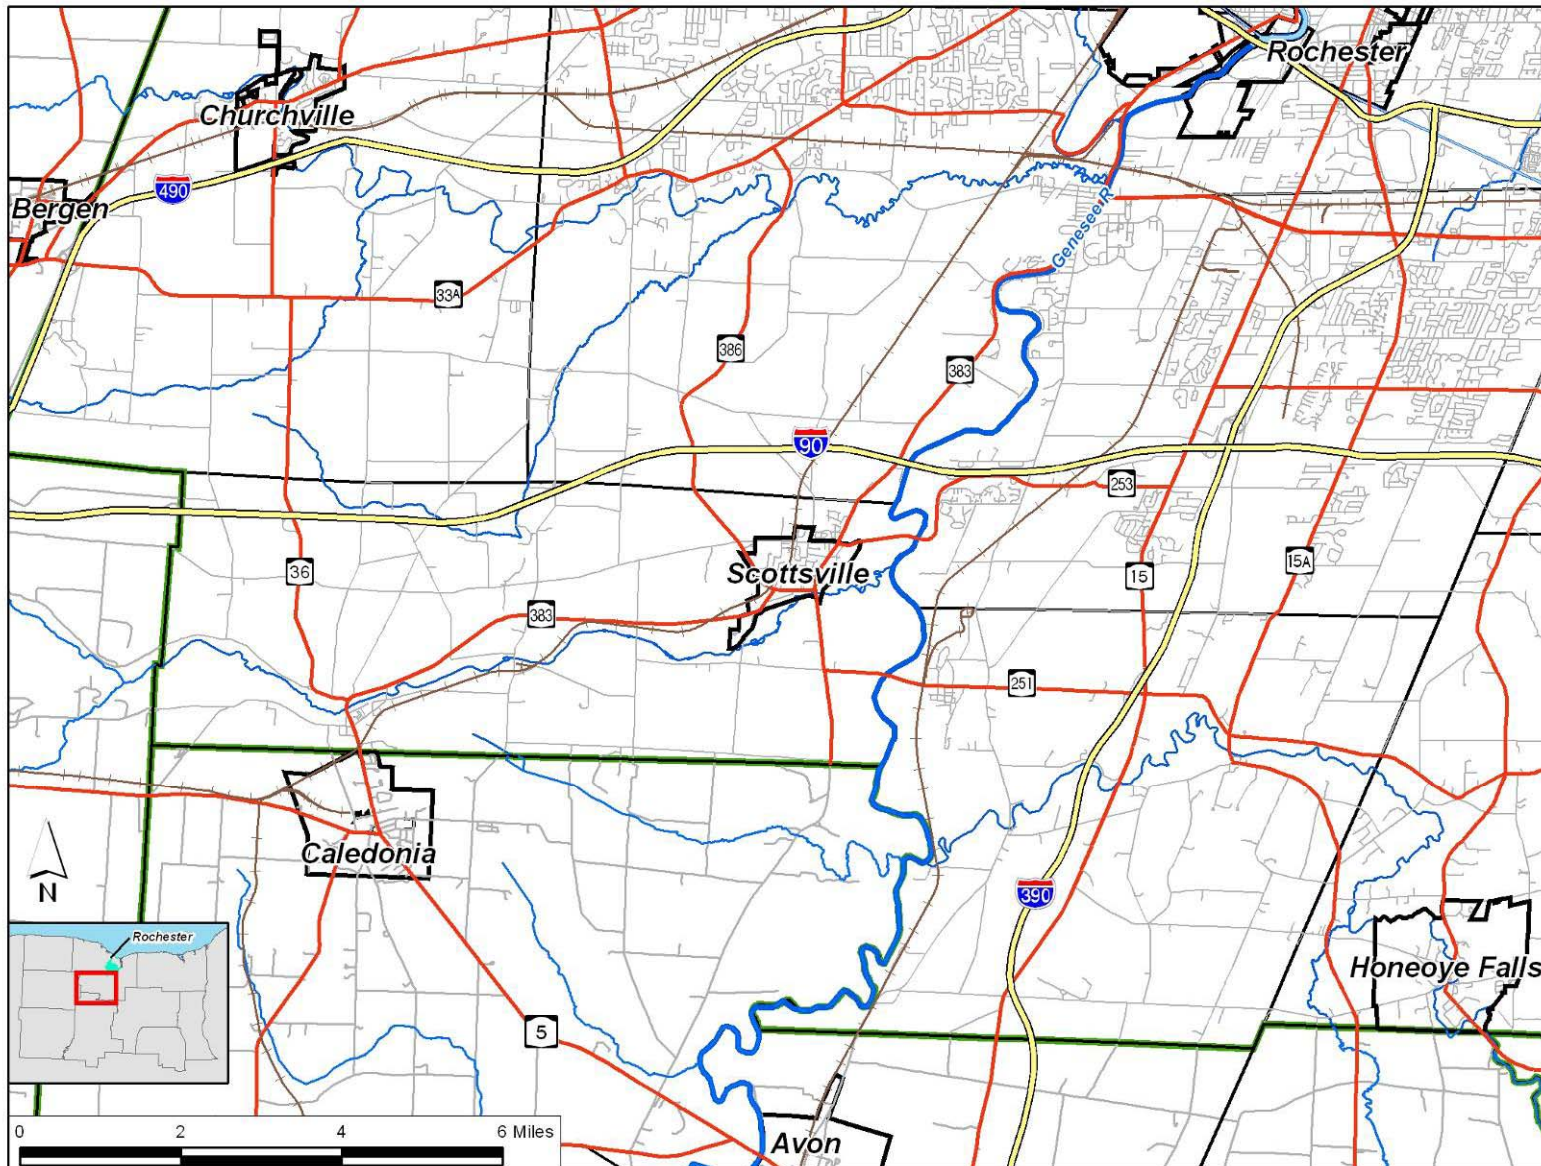 Rochester
Churchville
490
Bergen
Genesee R
33A
386
383
90
253
36
Scottsville
15
15A
383
251
Caledonia
N
390
Rochester
Honeoye Falls
5
0 2 4 6 Miles
Avon